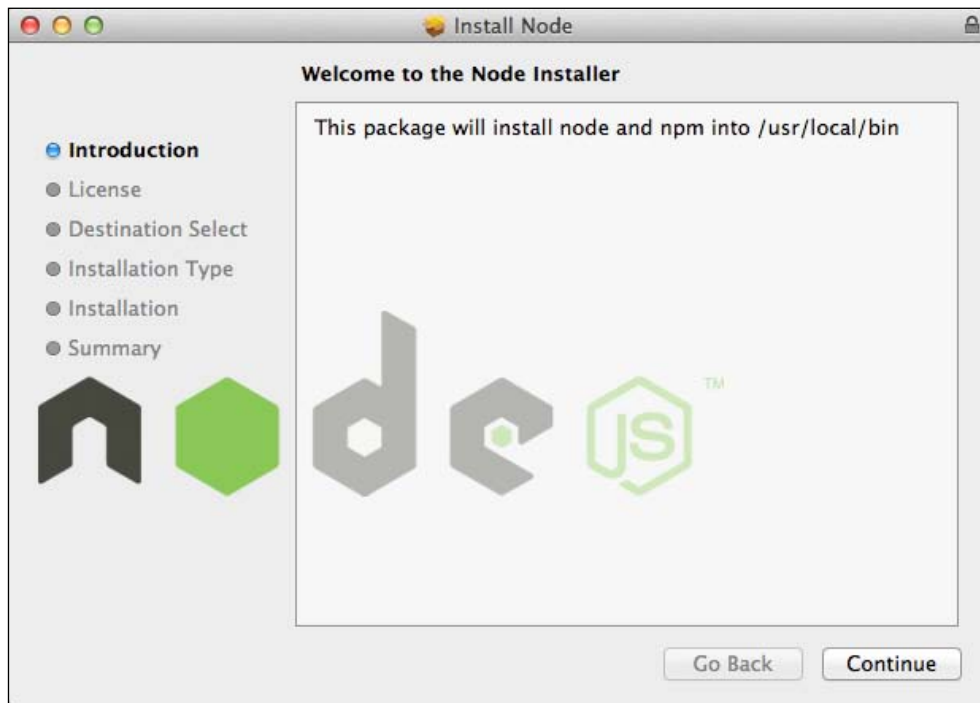 Install Node
Welcome to the Node Installer
This package will install node and npm into /usr/local/bin
Introduction
License
Destination Select
Installation Type
Installation
Summary
node
JS
TM
Go Back
Continue